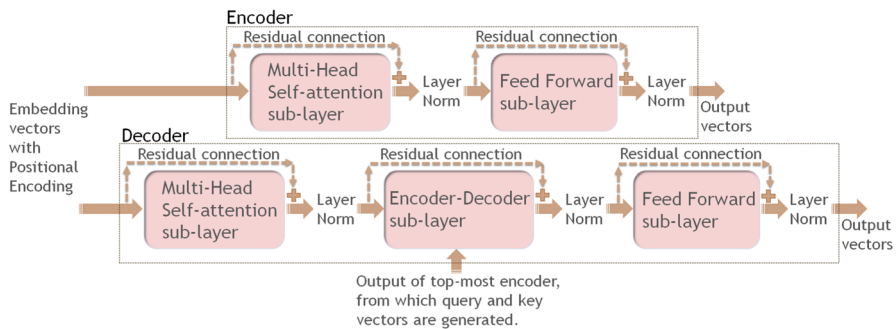 Encoder
Residual connection
Residual connection
Multi-Head
Self-attention
sub-layer
Layer
Norm
Feed Forward
sub-layer
Layer
Norm
Output
vectors
Embedding
vectors
with
Positional
Encoding
Decoder
Residual connection
Residual connection
Residual connection
Multi-Head
Self-attention
sub-layer
Layer
Norm
Encoder-Decoder
sub-layer
Layer
Norm
Feed Forward
sub-layer
Layer
Norm
Output
vectors
Output of top-most encoder,
from which query and key
vectors are generated.